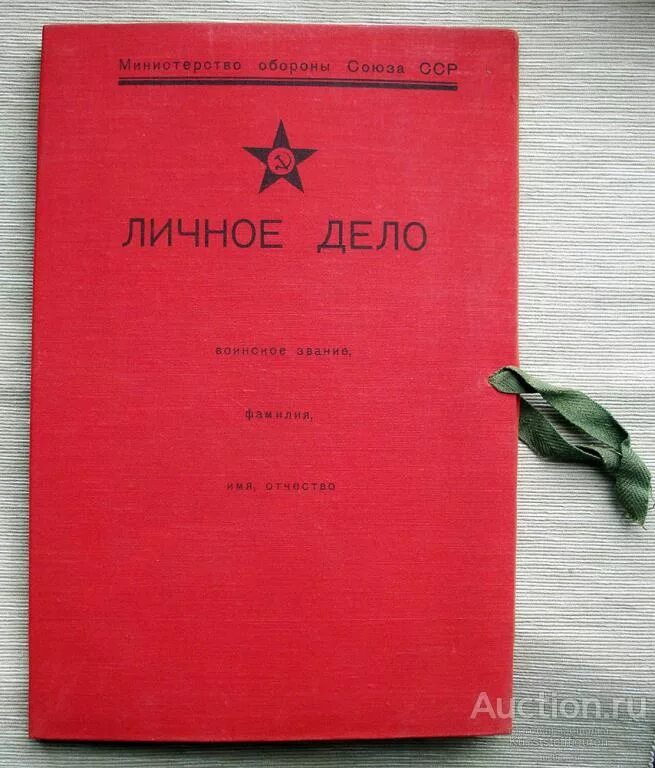 Министерство обороны Союза ССР
ЛИЧНОЕ ДЕЛО
воинское звание,
фамилия,
имя, отчество
Auction.ru